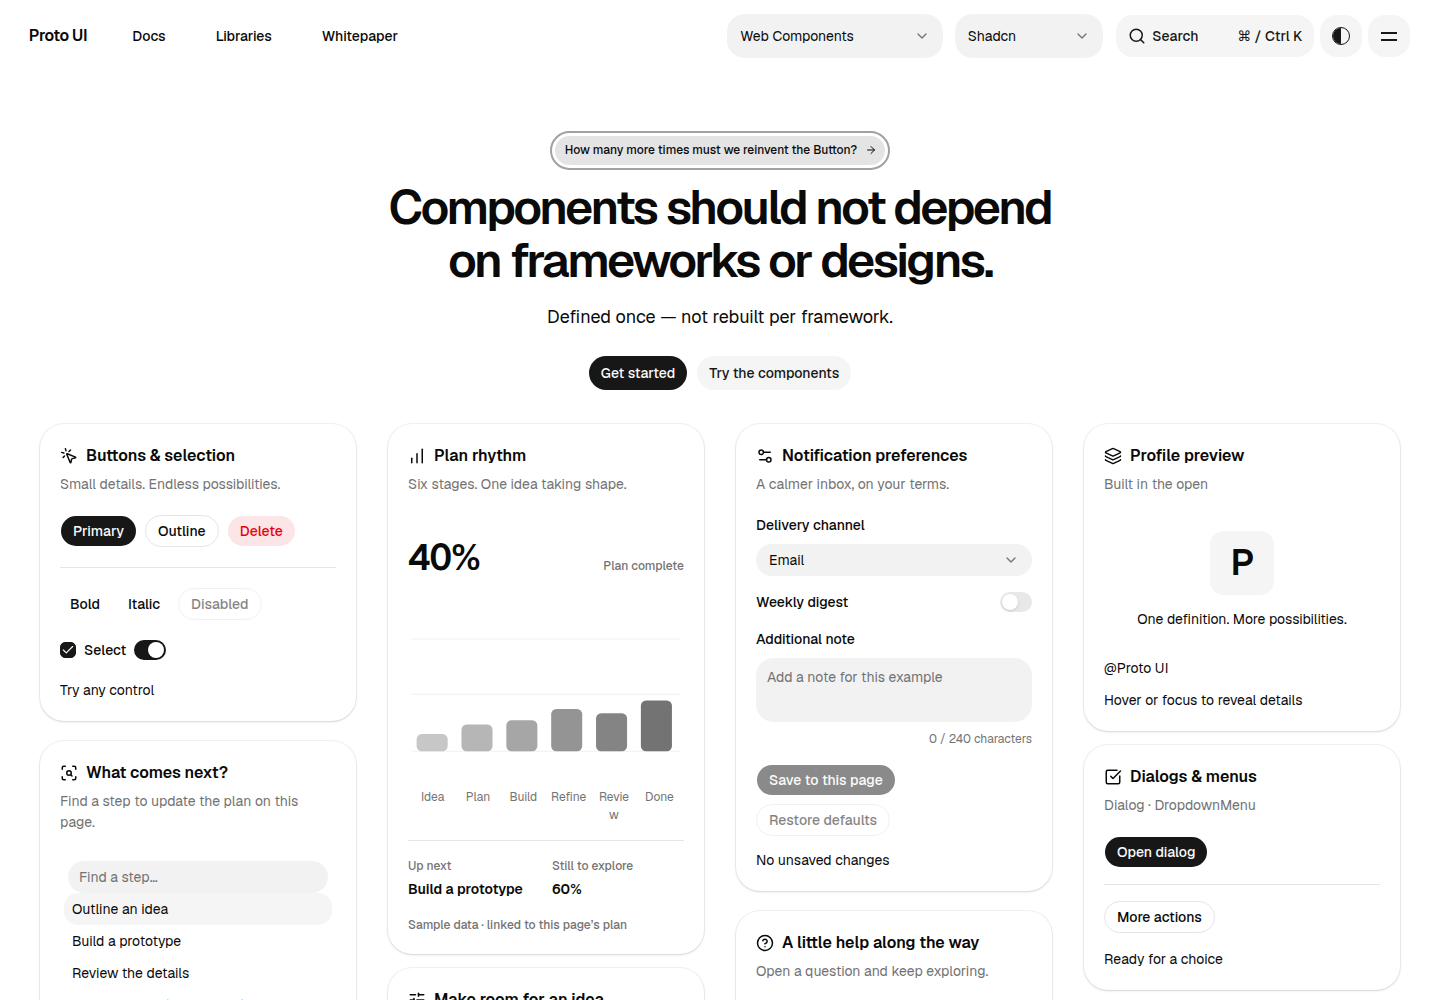 Proto UI
Docs
Libraries
Whitepaper
Web Components
Shadcn
Search
⌘ / Ctrl K
How many more times must we reinvent the Button? →
Components should not depend
on frameworks or designs.
Defined once — not rebuilt per framework.
Get started
Try the components
Buttons & selection
Small details. Endless possibilities.
Primary
Outline
Delete
Bold
Italic
Disabled
Select
Try any control
What comes next?
Find a step to update the plan on this
page.
Find a step...
Outline an idea
Build a prototype
Review the details
Plan rhythm
Six stages. One idea taking shape.
40%
Plan complete
Idea
Plan
Build
Refine
Revie
w
Done
Up next
Still to explore
Build a prototype
60%
Sample data · linked to this page's plan
Make room for an idea
Notification preferences
A calmer inbox, on your terms.
Delivery channel
Email
Weekly digest
Additional note
Add a note for this example
0 / 240 characters
Save to this page
Restore defaults
No unsaved changes
A little help along the way
Open a question and keep exploring.
Profile preview
Built in the open
P
One definition. More possibilities.
@Proto UI
Hover or focus to reveal details
Dialogs & menus
Dialog · DropdownMenu
Open dialog
More actions
Ready for a choice